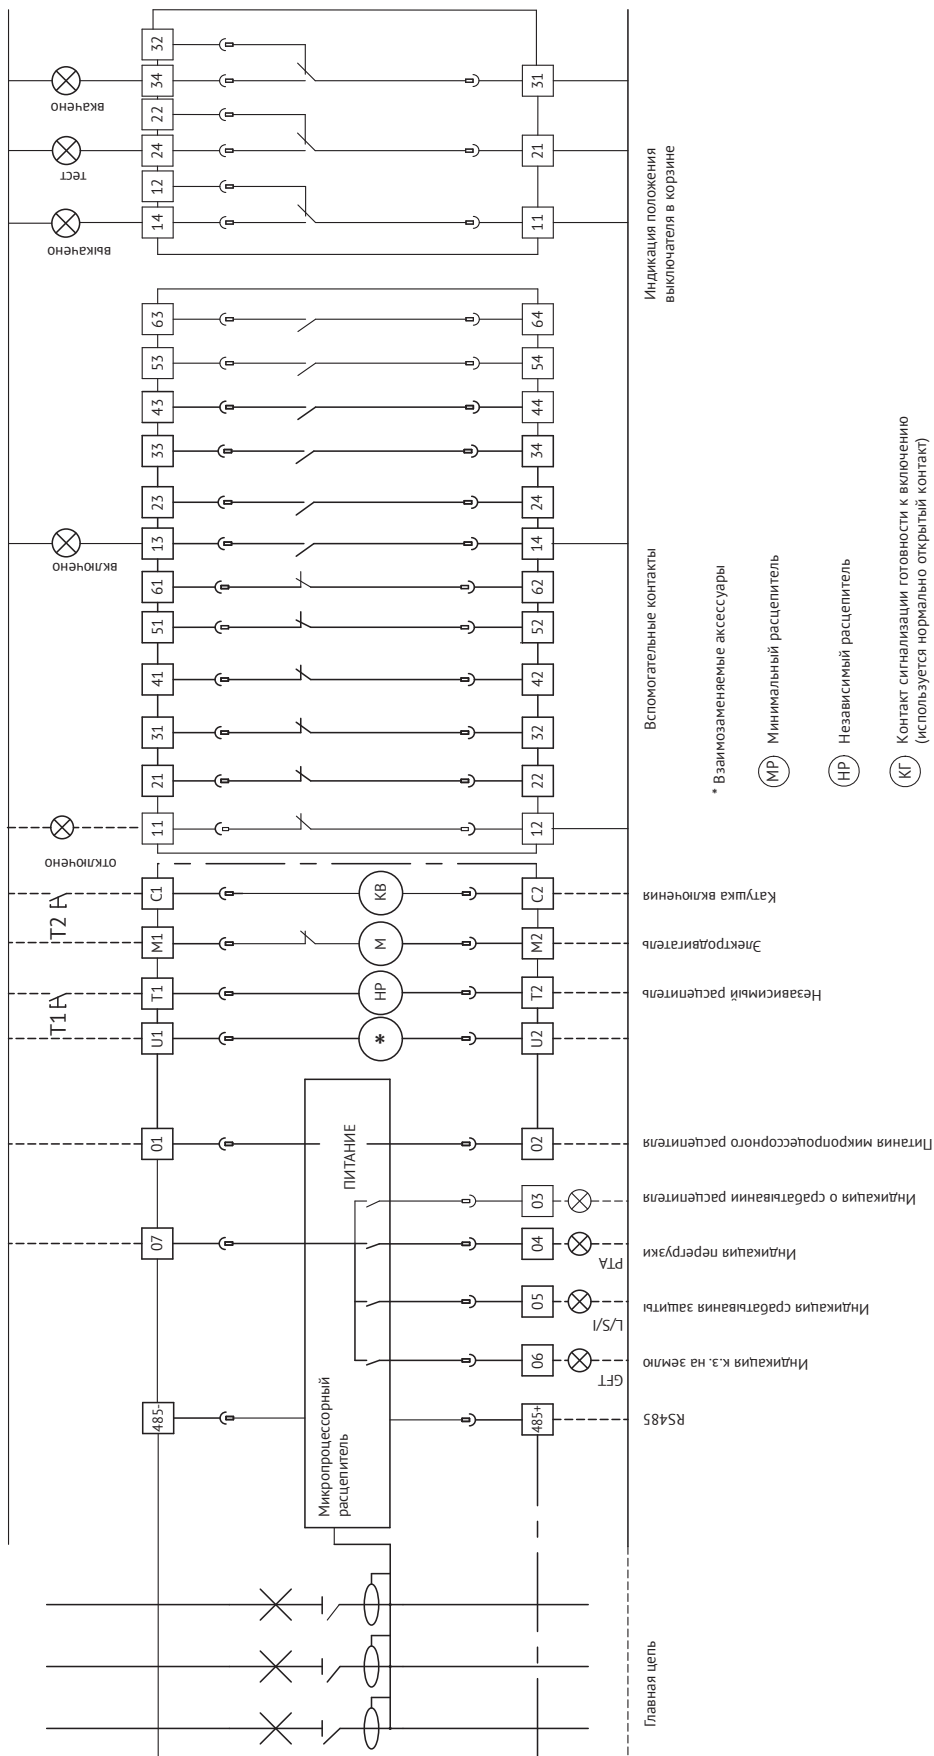 32
34
22
24
12
14
31
21
11
вкачено
тест
выкачено
Индикация положения
выключателя в корзине
63
53
43
33
23
13
61
51
41
31
21
11
64
54
44
34
24
14
62
52
42
32
22
12
включено
отключено
Вспомогательные контакты
* Взаимозаменяемые аксессуары
МР Минимальный расцепитель
НР Независимый расцепитель
КГ Контакт сигнализации готовности к включению
(используется нормально открытый контакт)
T2
C1
КВ
C2
Катушка включения
M1
М
M2
Электродвигатель
T1
T1
НР
T2
Независимый расцепитель
U1
*
U2
01
ПИТАНИЕ
02
Питания микропроцессорного расцепителя
03
Индикация о срабатывании расцепителя
07
04
PTA
Индикация перегрузки
05
L/S/I
Индикация срабатывания защиты
06
GFT
Индикация к.з. на землю
485-
Микропроцессорный
расцепитель
485+
RS485
Главная цепь